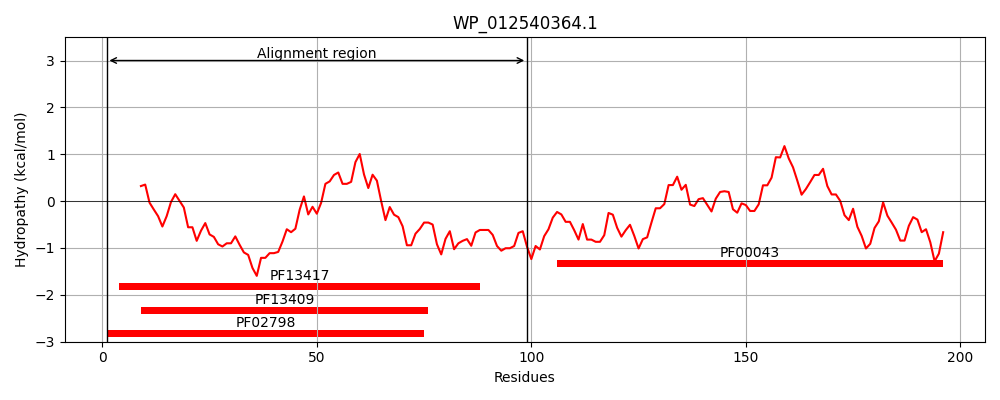 WP_012540364.1
Alignment region
3
2
1
0
−1
−2
−3
Hydropathy (kcal/mol)
PF00043
PF13417
PF13409
PF02798
0
50
100
150
200
Residues